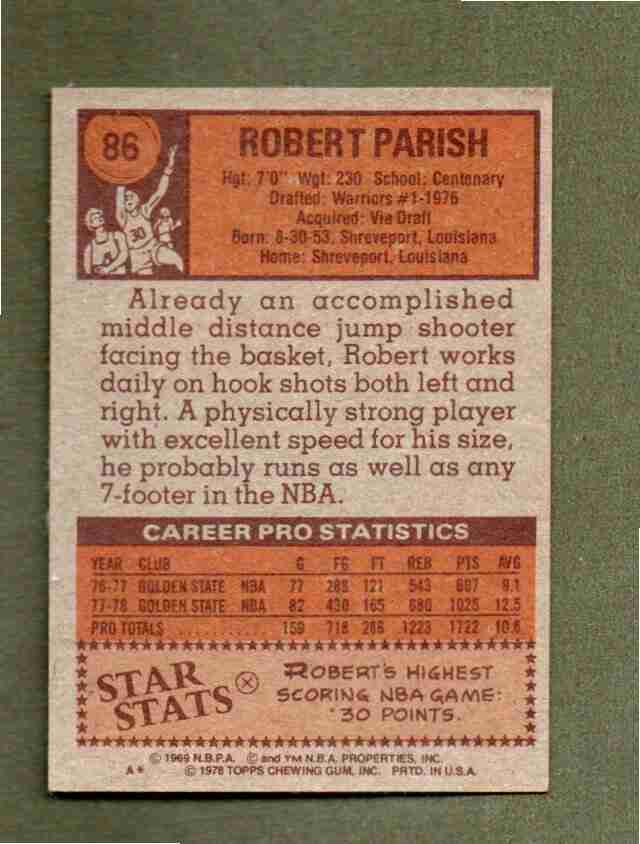 86
ROBERT PARISH
Hgt: 7'0" Wgt: 230 School: Centenary
Drafted: Warriors #1-1976
Acquired: Via Draft
Born: 8-30-53, Shreveport, Louisiana
Home: Shreveport, Louisiana
30
Already an accomplished
middle distance jump shooter
facing the basket, Robert works
daily on hook shots both left and
right. A physically strong player
with excellent speed for his size,
he probably runs as well as any
7-footer in the NBA.
CAREER PRO STATISTICS
YEAR CLUB G FG FT REB PTS AVG
76-77 GOLDEN STATE NBA 77 288 121 543 697 9.1
77-78 GOLDEN STATE NBA 82 430 165 680 1025 12.5
PRO TOTALS ........... 159 718 286 1223 1722 10.8
STAR
STATS
ROBERT'S HIGHEST
SCORING NBA GAME:
30 POINTS.
© 1969 N.B.P.A. © and TM N.B.A. PROPERTIES, INC.
A* © 1978 TOPPS CHEWING GUM, INC. PRTD. IN U.S.A.